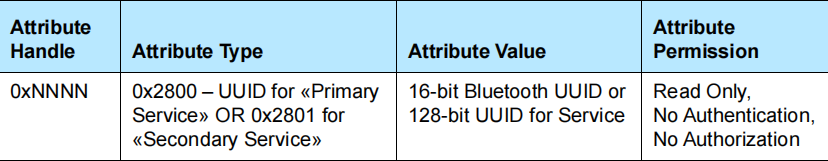 Attribute Handle
Attribute Type
Attribute Value
Attribute Permission
0xNNNN
0x2800 – UUID for «Primary
Service» OR 0x2801 for
«Secondary Service»
16-bit Bluetooth UUID or
128-bit UUID for Service
Read Only,
No Authentication,
No Authorization